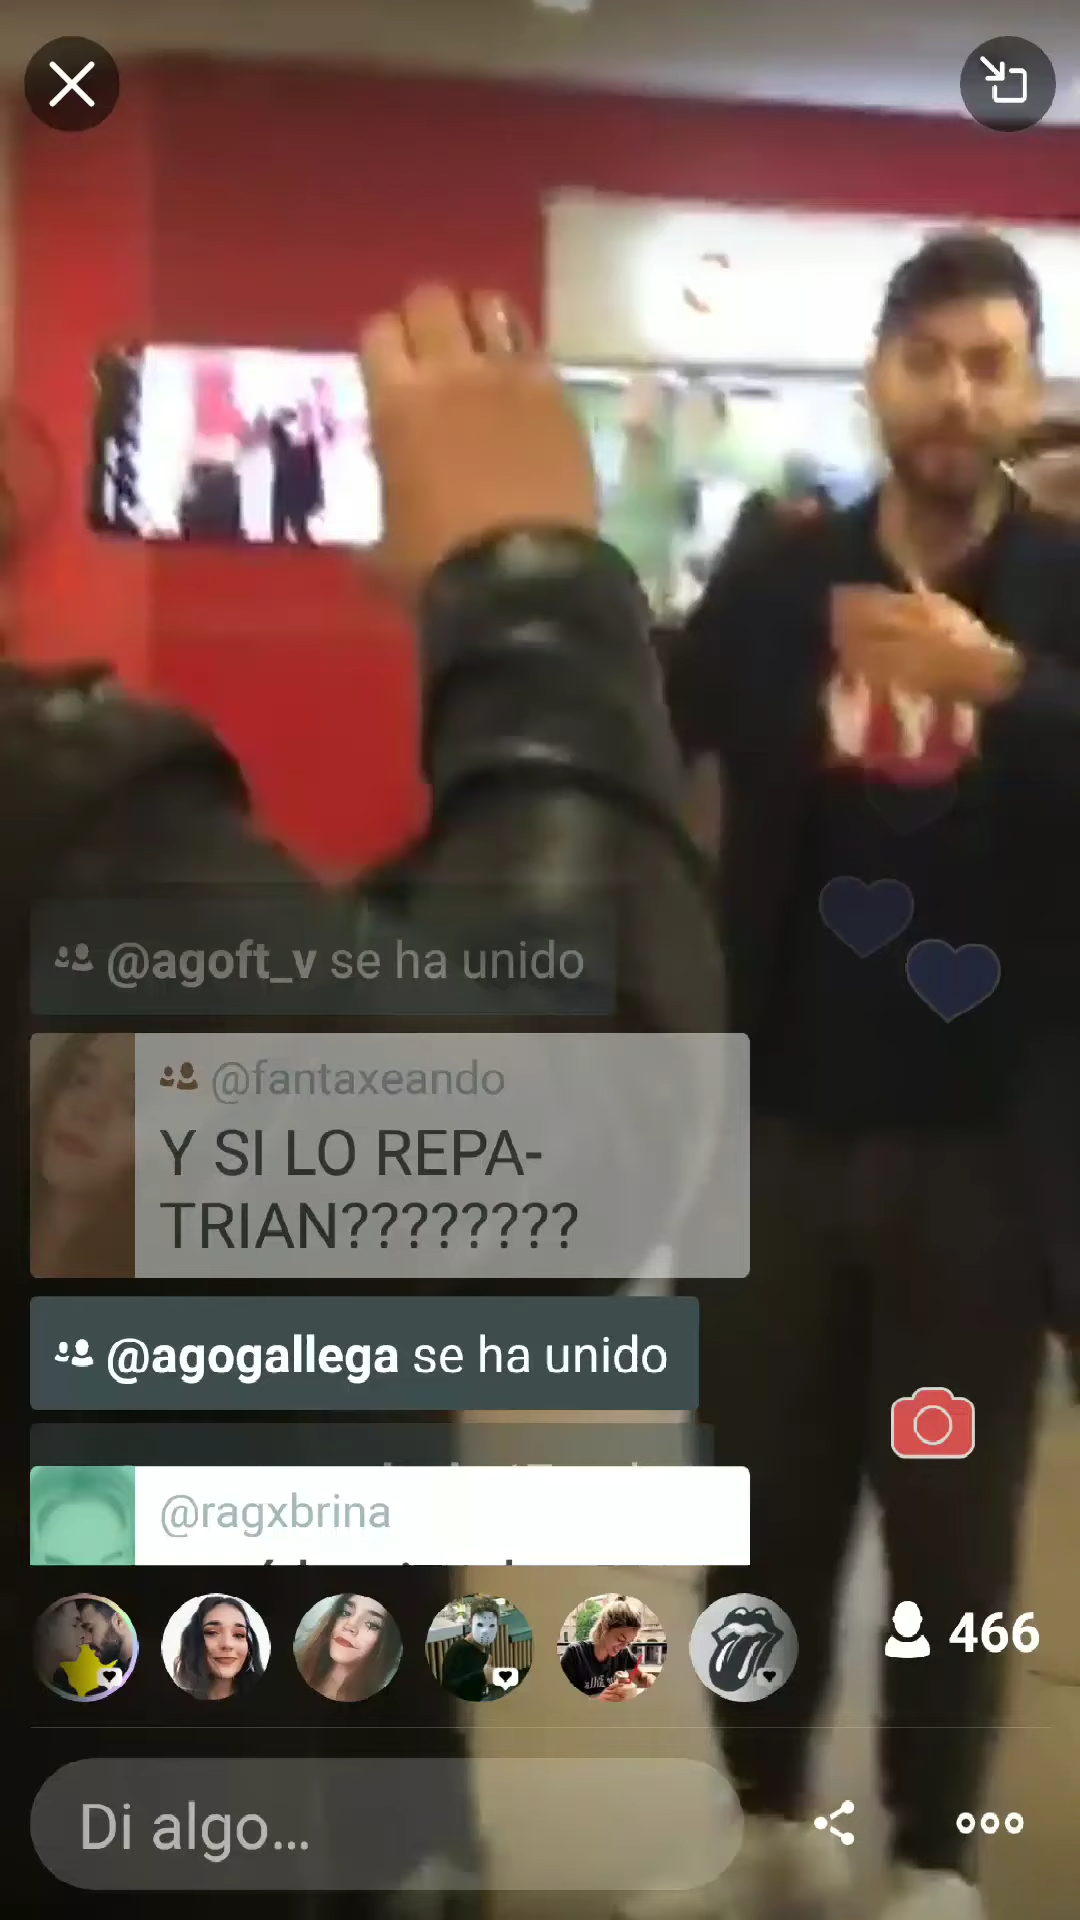 @agoft_v se ha unido
@fantaxeando
Y SI LO REPA-
TRIAN????????
@agogallega se ha unido
@ragxbrina
466
Di algo...